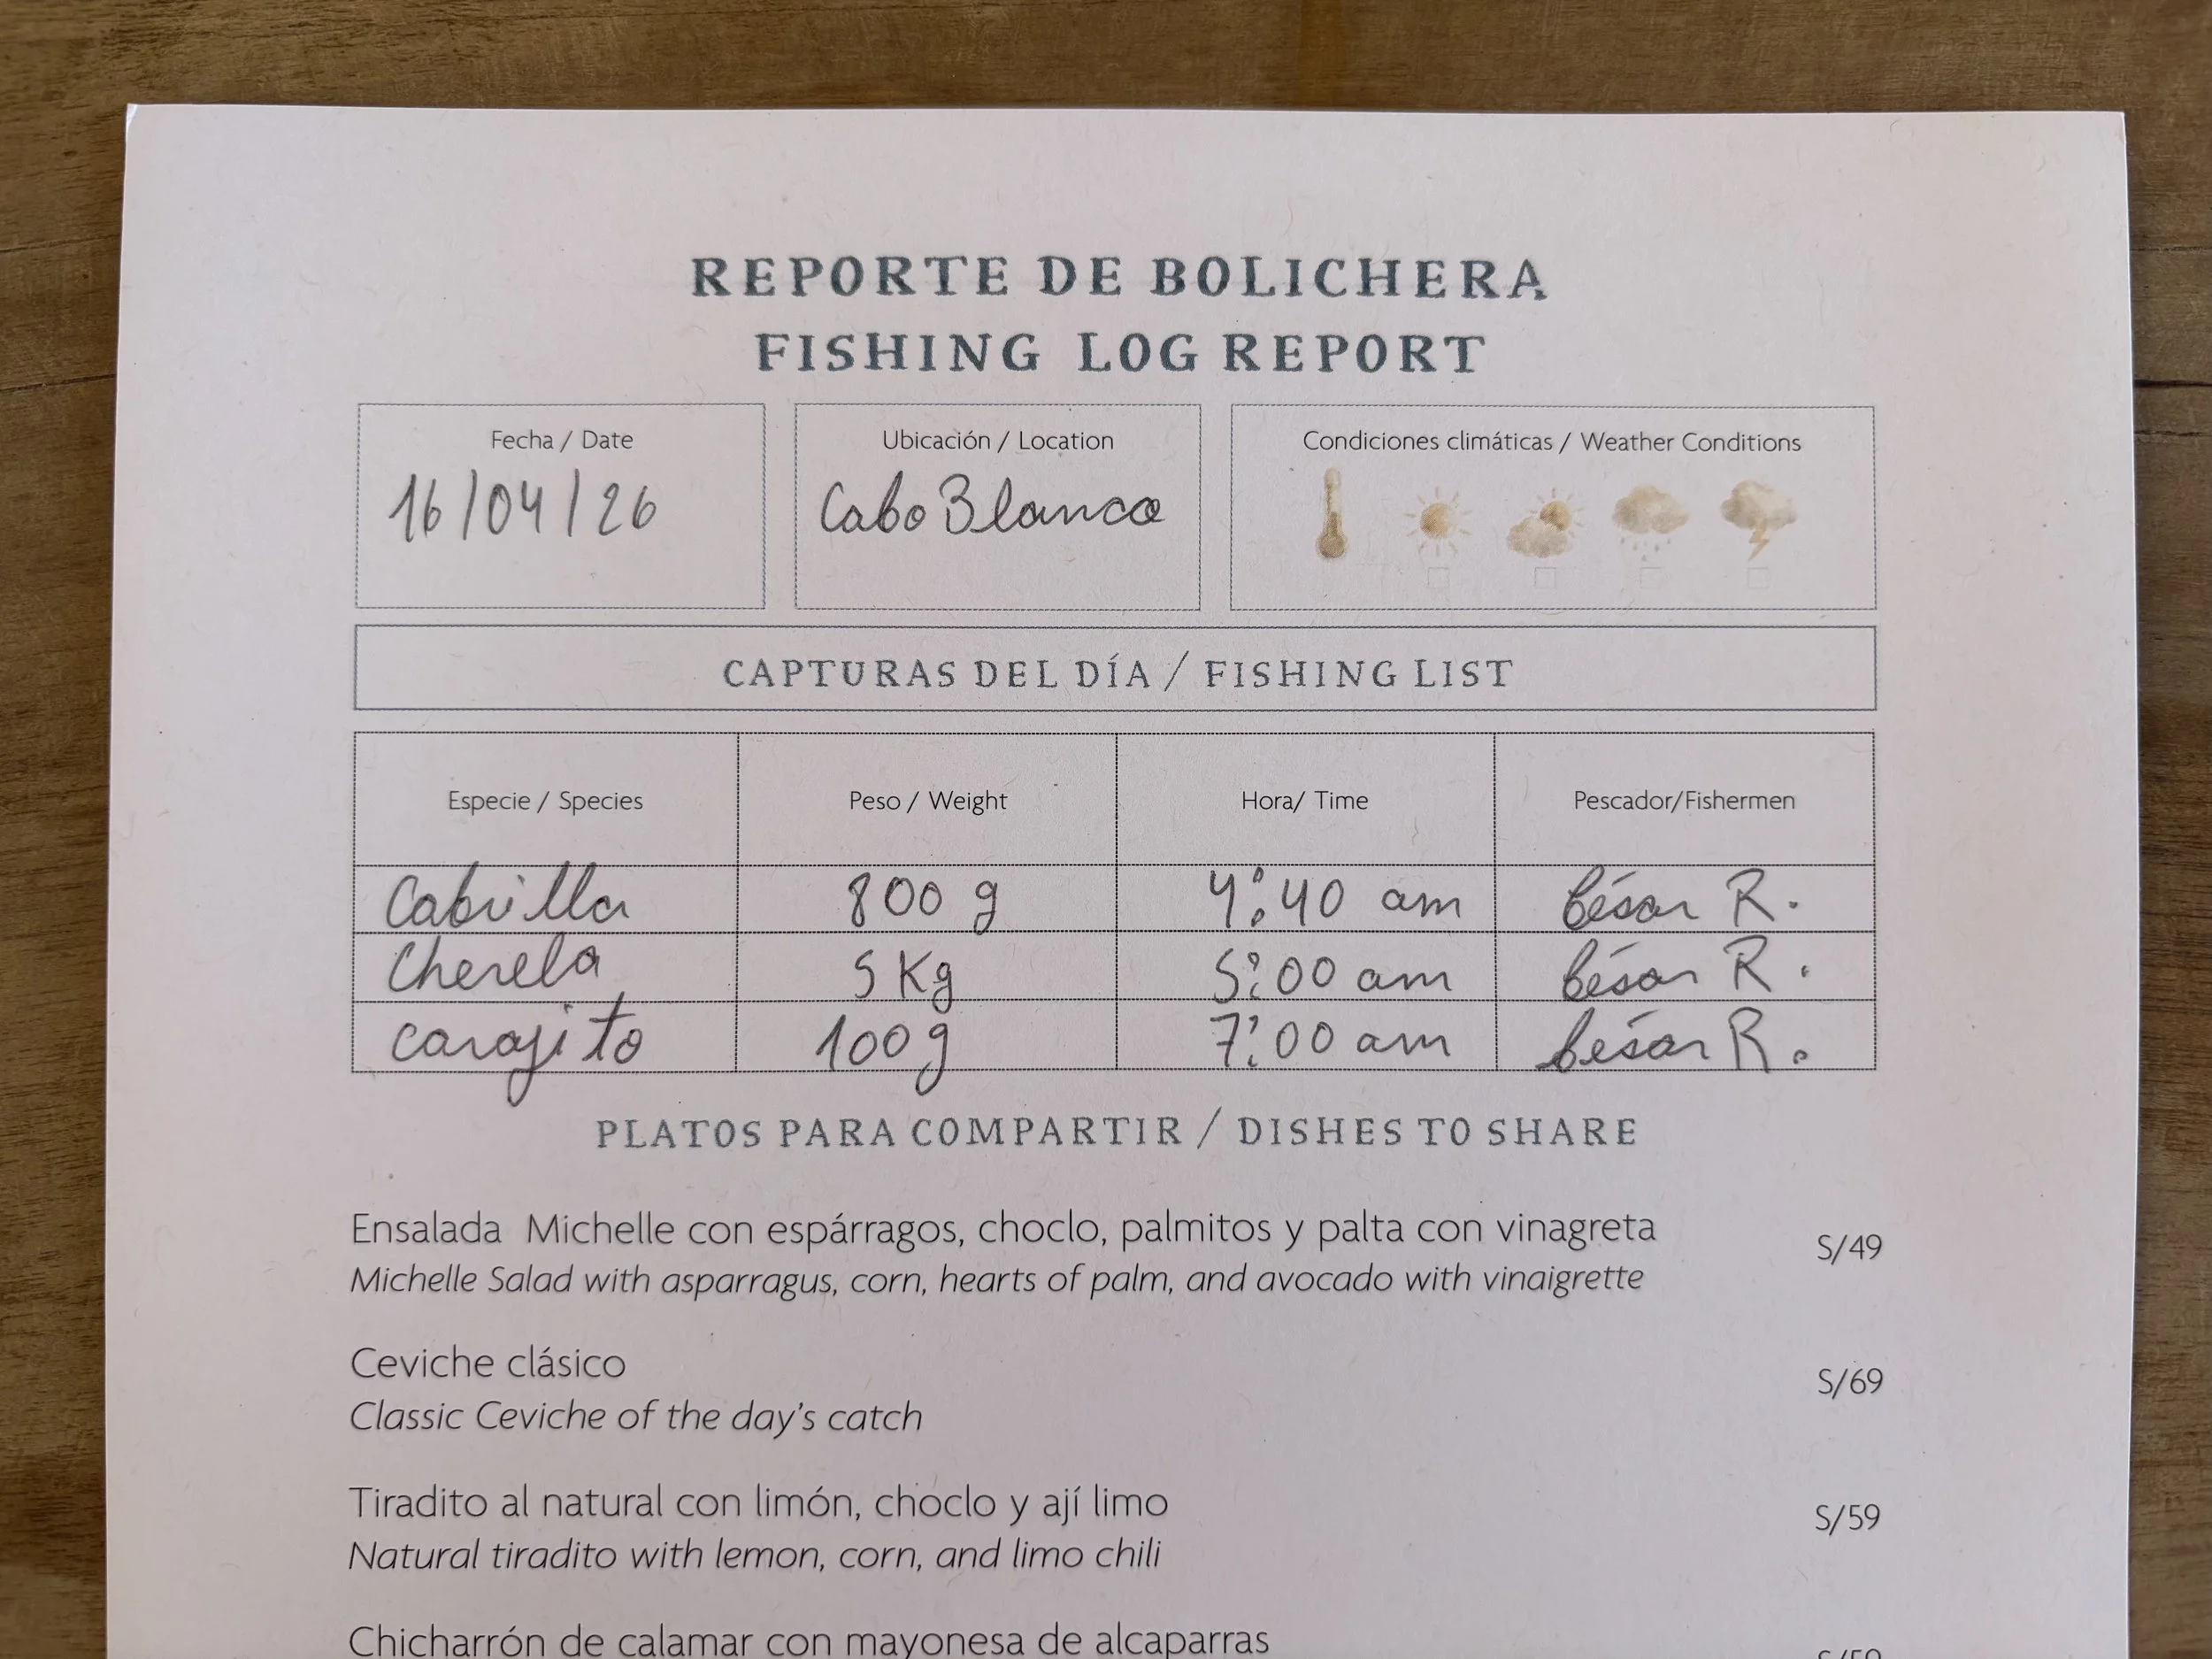 REPORTE DE BOLICHERA
FISHING LOG REPORT
Fecha / Date
16/04/26
Ubicación / Location
Cabo Blanco
Condiciones climáticas / Weather Conditions
CAPTURAS DEL DÍA / FISHING LIST
Especie / Species Peso / Weight Hora/ Time Pescador/Fishermen
Cabrilla 800 g 4:40 am César R.
Cherela 5 Kg 5:00 am César R.
Carajito 100 g 7:00 am César R.
PLATOS PARA COMPARTIR / DISHES TO SHARE
Ensalada Michelle con espárragos, choclo, palmitos y palta con vinagreta S/49
Michelle Salad with asparragus, corn, hearts of palm, and avocado with vinaigrette
Ceviche clásico S/69
Classic Ceviche of the day's catch
Tiradito al natural con limón, choclo y ají limo S/59
Natural tiradito with lemon, corn, and limo chili
Chicharrón de calamar con mayonesa de alcaparras